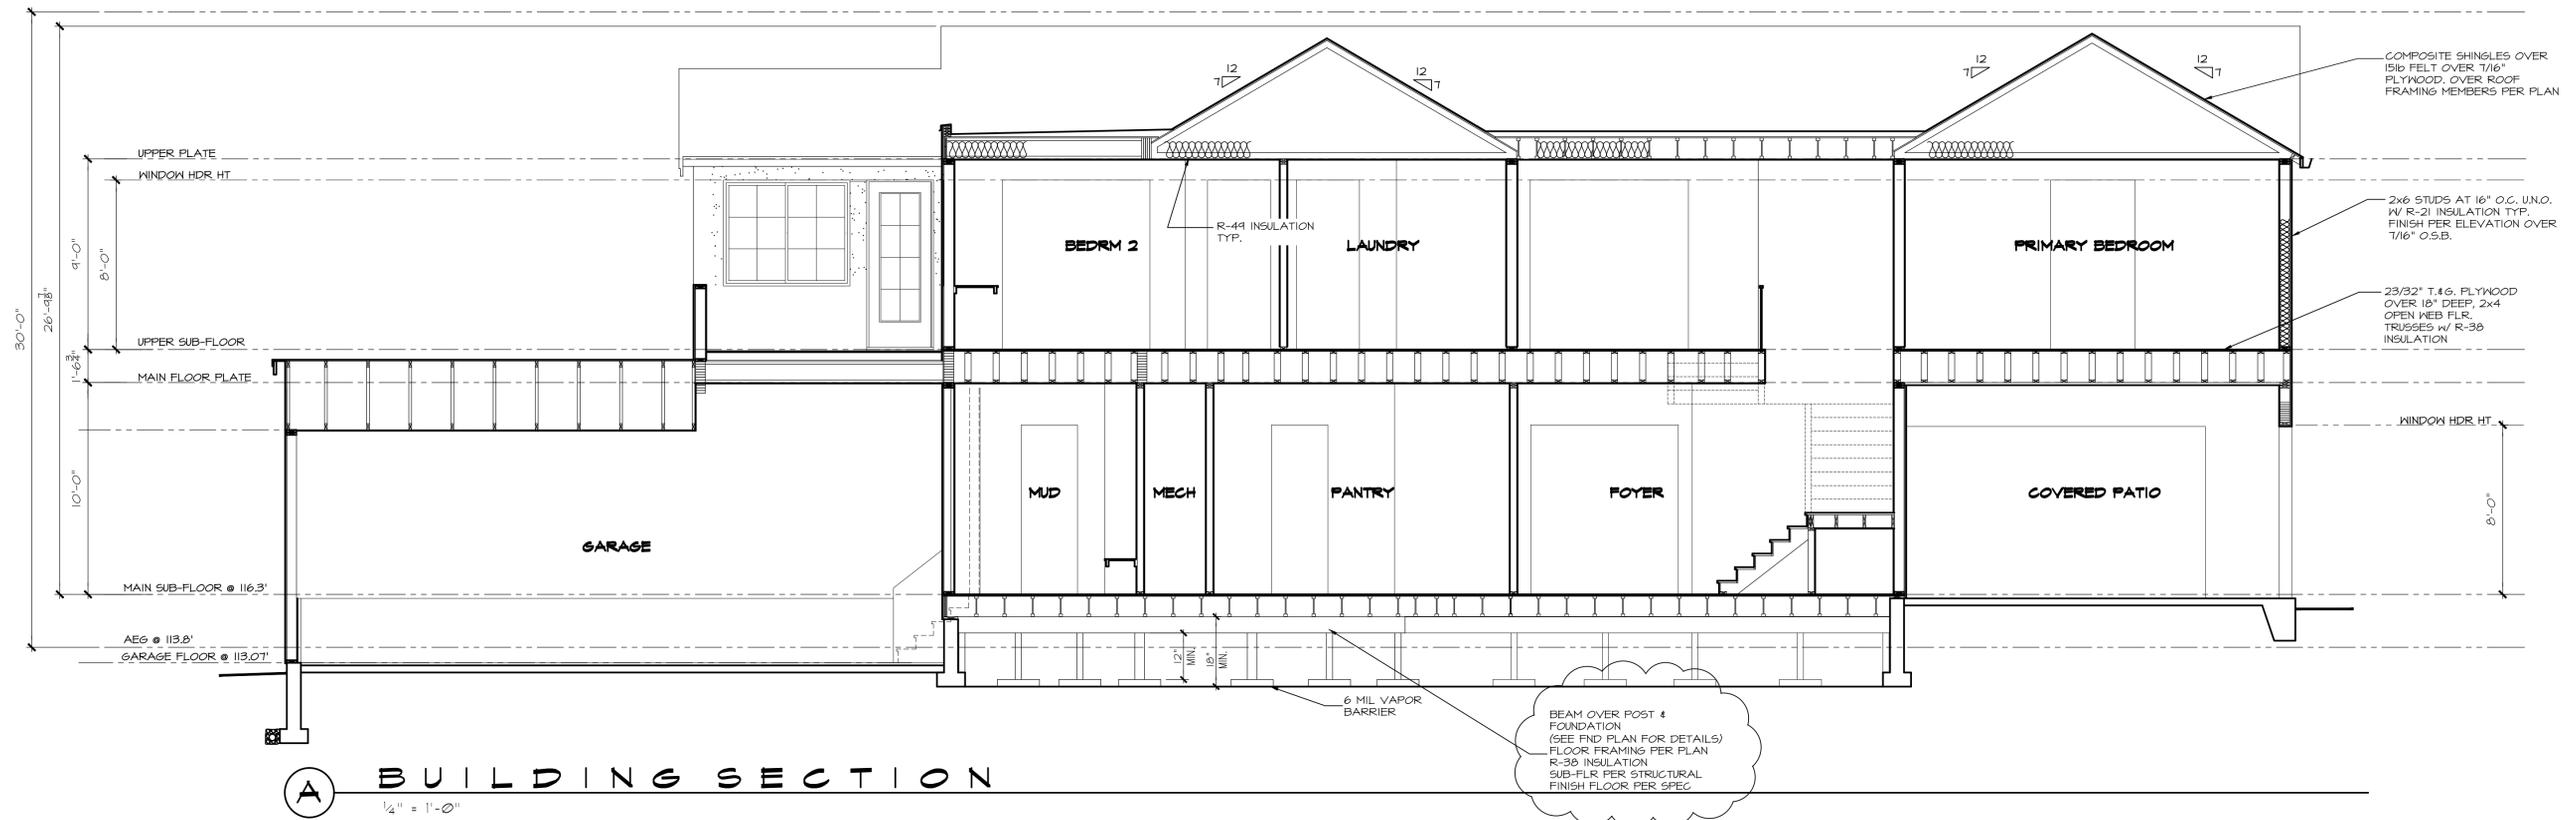 12
7
12
7
12
7
12
7
COMPOSITE SHINGLES OVER
15lb FELT OVER 7/16"
PLYWOOD. OVER ROOF
FRAMING MEMBERS PER PLAN
UPPER PLATE
WINDOW HDR HT
2x6 STUDS AT 16" O.C. U.N.O.
W/ R-21 INSULATION TYP.
FINISH PER ELEVATION OVER
7/16" O.S.B.
R-49 INSULATION
TYP.
BEDRM 2
LAUNDRY
PRIMARY BEDROOM
9'-0"
8'-0"
30'-0"
23/32" T.&G. PLYWOOD
OVER 18" DEEP, 2x4
OPEN WEB FLR.
TRUSSES W/ R-38
INSULATION
UPPER SUB-FLOOR
1'-6 3/4"
MAIN FLOOR PLATE
WINDOW HDR HT
10'-0"
8'-0"
MUD
MECH
PANTRY
FOYER
COVERED PATIO
GARAGE
MAIN SUB-FLOOR @ 116.3'
AEG @ 113.8'
GARAGE FLOOR @ 113.07'
12"
MIN.
18"
MIN.
6 MIL VAPOR
BARRIER
BEAM OVER POST &
FOUNDATION
(SEE FND PLAN FOR DETAILS)
FLOOR FRAMING PER PLAN
R-38 INSULATION
SUB-FLR PER STRUCTURAL
FINISH FLOOR PER SPEC
A
BUILDING SECTION
1/4" = 1'-0"